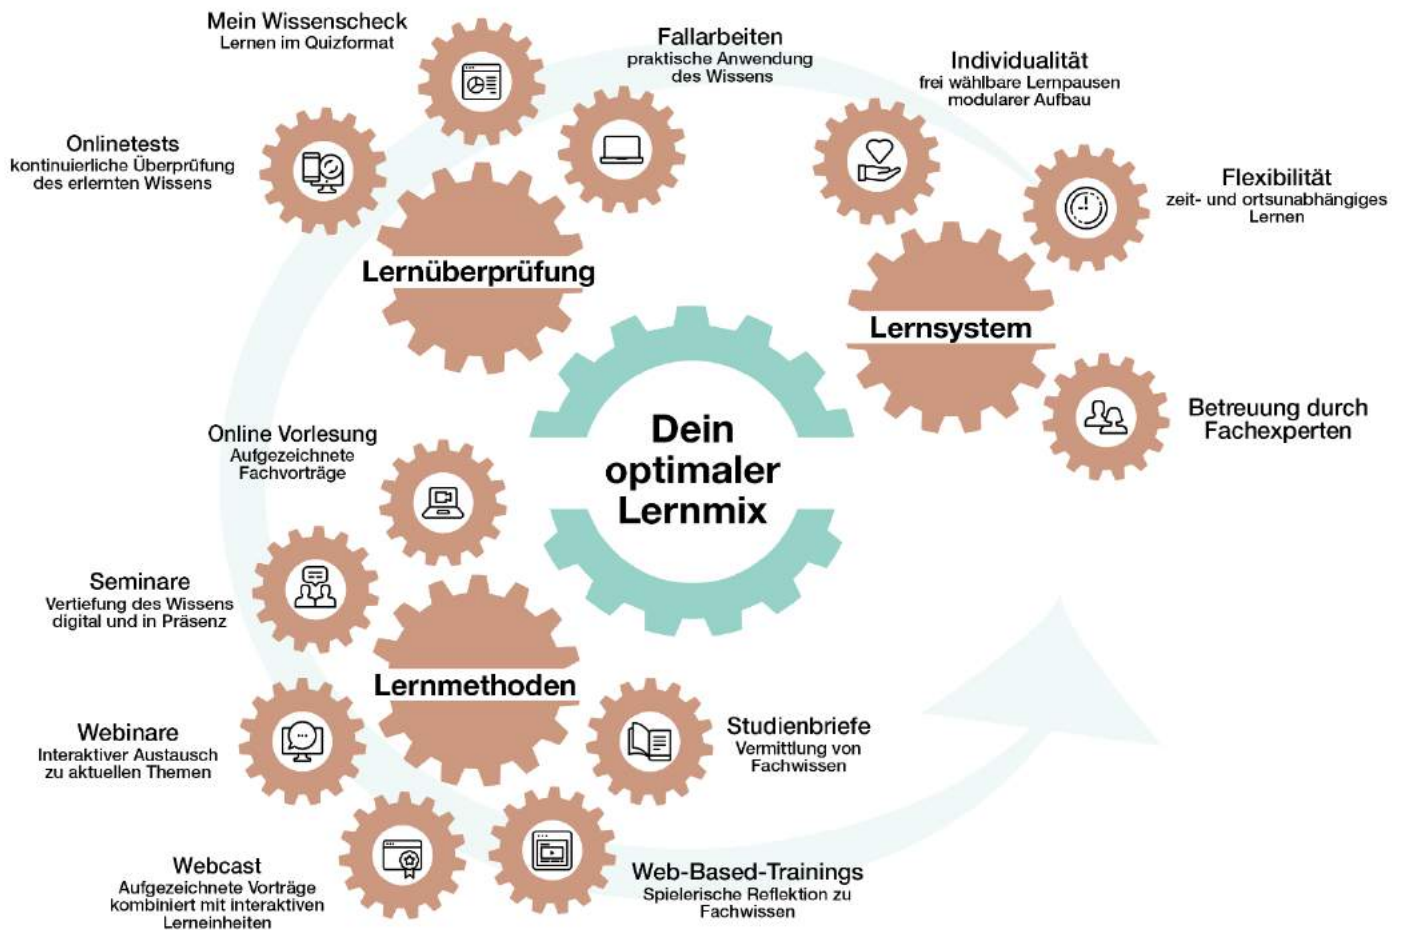 Mein Wissenscheck
Lernen im Quizformat
Fallarbeiten
praktische Anwendung
des Wissens
Individualität
frei wählbare Lernpausen
modularer Aufbau
Onlinetests
kontinuierliche Überprüfung
des erlernten Wissens
Flexibilität
zeit- und ortsunabhängiges
Lernen
Lernüberprüfung
Lernsystem
Betreuung durch
Fachexperten
Dein
optimaler
Lernmix
Online Vorlesung
Aufgezeichnete
Fachvorträge
Seminare
Vertiefung des Wissens
digital und in Präsenz
Lernmethoden
Webinare
Interaktiver Austausch
zu aktuellen Themen
Studienbriefe
Vermittlung von
Fachwissen
Webcast
Aufgezeichnete Vorträge
kombiniert mit interaktiven
Lerneinheiten
Web-Based-Trainings
Spielerische Reflektion zu
Fachwissen